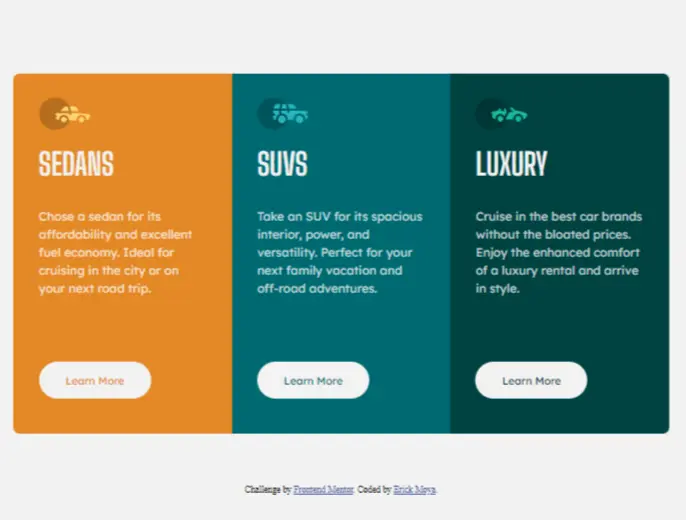 SEDANS
Chose a sedan for its
affordability and excellent
fuel economy. Ideal for
cruising in the city or on
your next road trip.
Learn More
SUVS
Take an SUV for its spacious
interior, power, and
versatility. Perfect for your
next family vacation and
off-road adventures.
Learn More
LUXURY
Cruise in the best car brands
without the bloated prices.
Enjoy the enhanced comfort
of a luxury rental and arrive
in style.
Learn More
Challenge by Frontend Mentor. Coded by Erick Moya.